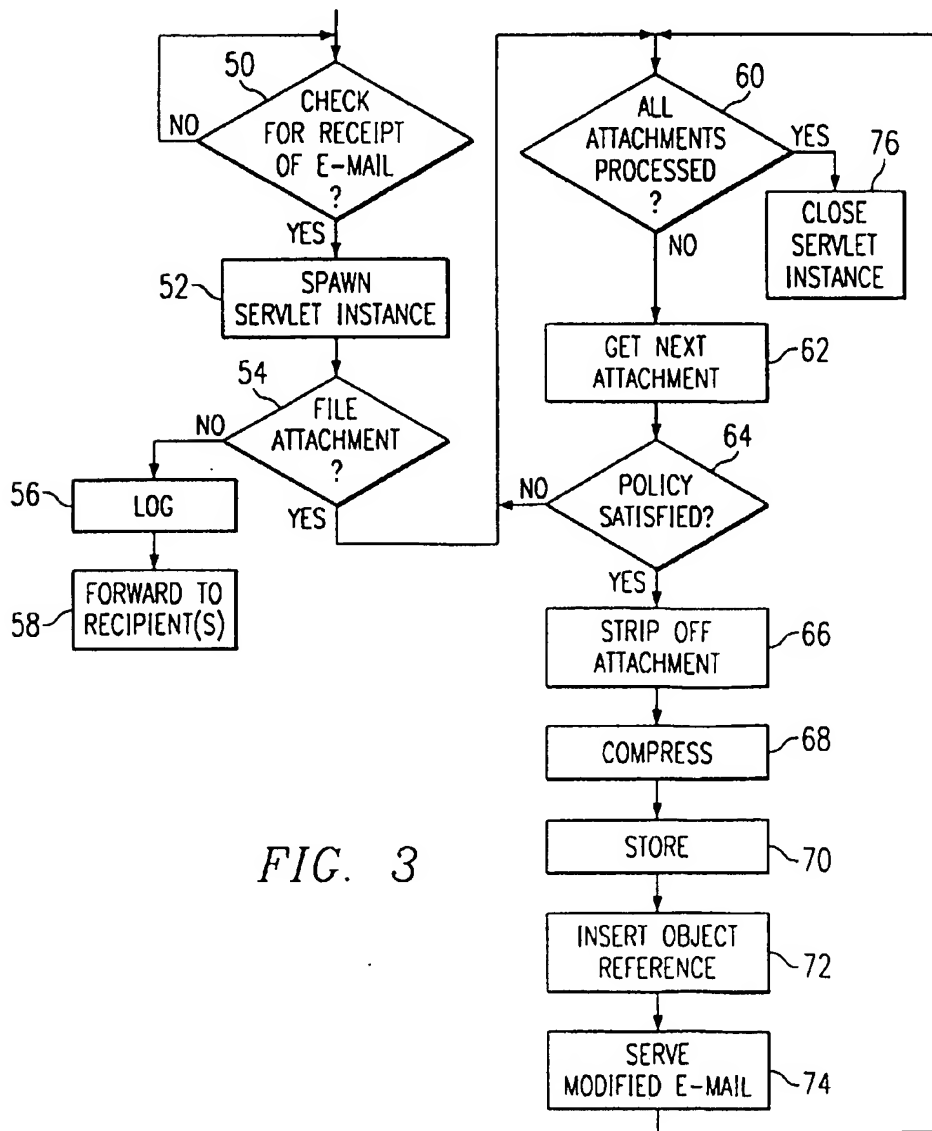 50
CHECK
FOR RECEIPT
OF E-MAIL
?
NO
YES
52
SPAWN
SERVLET INSTANCE
54
FILE
ATTACHMENT
?
NO
YES
56
LOG
58
FORWARD TO
RECIPIENT(S)
60
ALL
ATTACHMENTS
PROCESSED
?
YES
NO
76
CLOSE
SERVLET
INSTANCE
GET NEXT
ATTACHMENT
62
64
POLICY
SATISFIED?
NO
YES
STRIP OFF
ATTACHMENT
66
COMPRESS
68
STORE
70
INSERT OBJECT
REFERENCE
72
SERVE
MODIFIED E-MAIL
74
FIG. 3